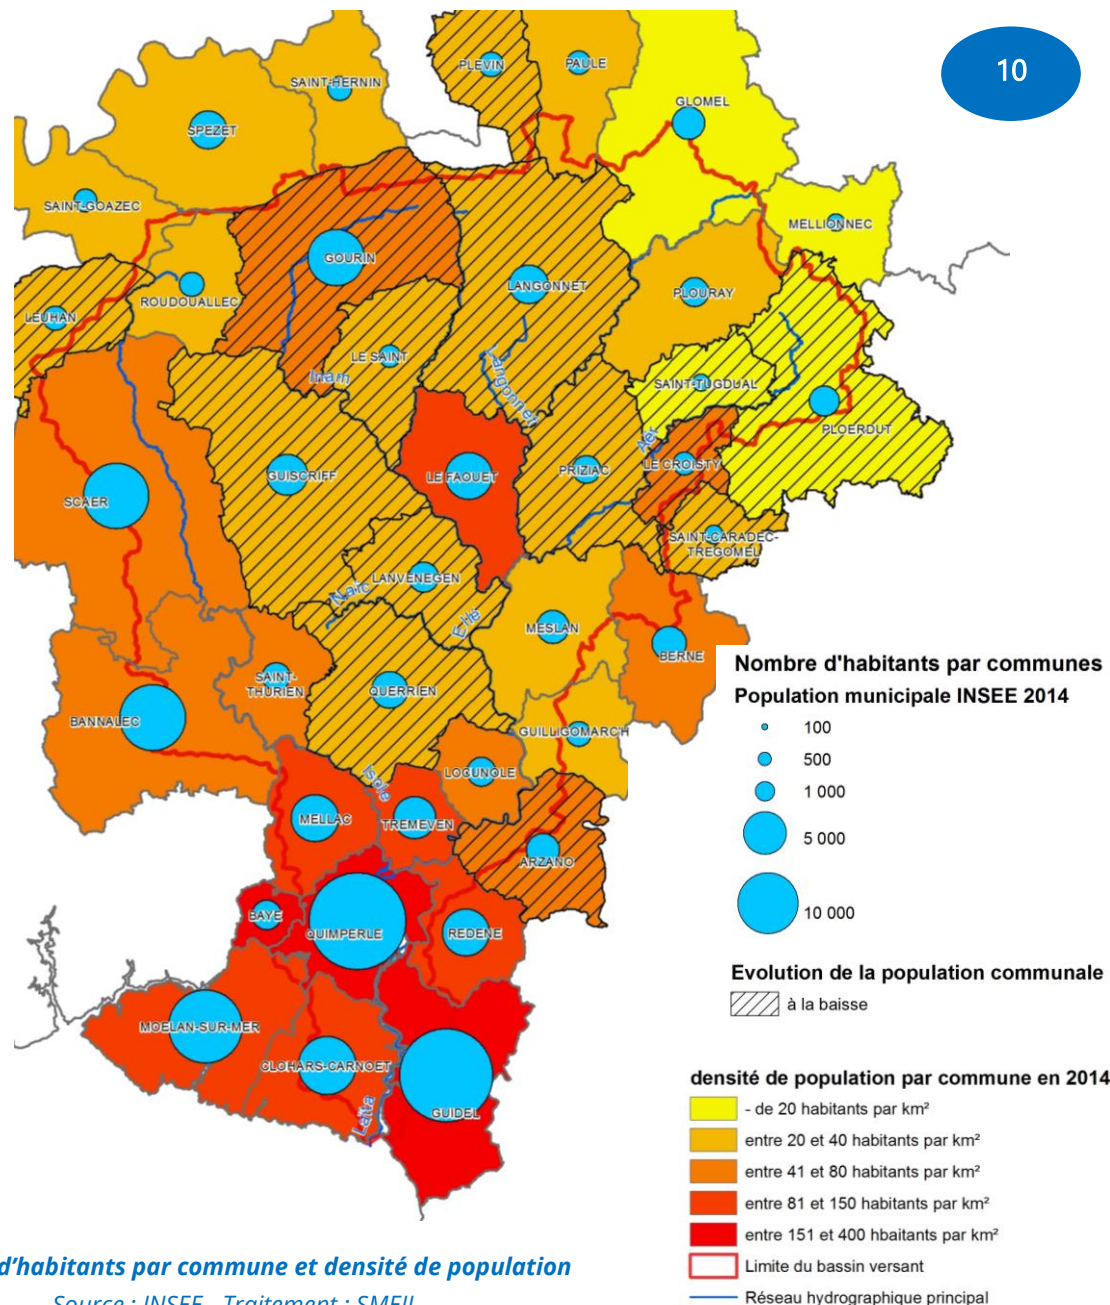 10
PLEVIN
PAULE
SAINT-HERNIN
GLOMEL
SPEZET
SAINT-GOAZEC
MELLIONNEC
GOURIN
LANGONNET
PLOURAY
ROUDOUALLEC
LEUHAN
LE SAINT
Inam
Langonnet
SAINT-TUGDUAL
PLOERDUT
Aër
LE CROISTY
PRIZIAC
LE FAOUET
GUISCRIFF
SCAER
SAINT-CARADEC-
TREGOMEL
LANVENEGEN
Naïc
Ellé
MESLAN
BERNE
SAINT-
THURIEN
QUERRIEN
BANNALEC
GUILLIGOMARC'H
LOCUNOLE
Isole
MELLAC
TREMEVEN
ARZANO
BAYE
QUIMPERLE
REDENE
MOELAN-SUR-MER
CLOHARS-CARNOET
Laïta
GUIDEL
Nombre d'habitants par communes
Population municipale INSEE 2014
100
500
1 000
5 000
10 000
Evolution de la population communale
à la baisse
densité de population par commune en 2014
- de 20 habitants par km²
entre 20 et 40 habitants par km²
entre 41 et 80 habitants par km²
entre 81 et 150 habitants par km²
entre 151 et 400 hbaitants par km²
Limite du bassin versant
Réseau hydrographique principal
d'habitants par commune et densité de population
Source : INSEE - Traitement : SMEIL